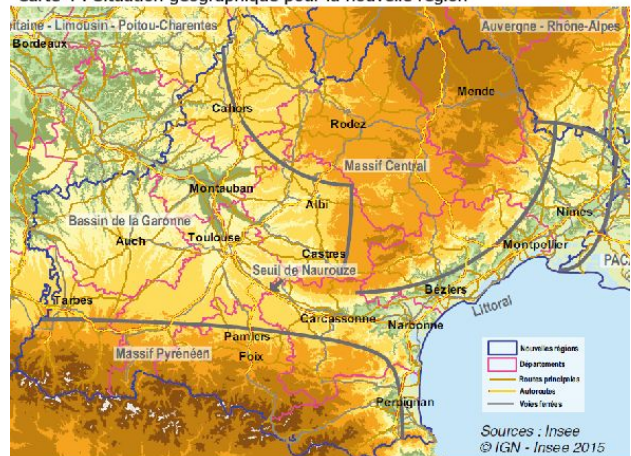 Carte 1 : Situation géographique pour la nouvelle région
itaine - Limousin - Poitou-Charentes
Auvergne - Rhône-Alpes
Bordeaux
Mende
Cahors
Rodez
Massif Central
Montauban
Albi
Nîmes
Bassin de la Garonne
Auch
Toulouse
Montpellier
Castres
PAC
Seuil de Naurouze
Béziers
Littoral
Tarbes
Carcassonne
Narbonne
Pamiers
Massif Pyrénéen
Foix
Perpignan
Nouvelles régions
Départements
Routes principales
Autoroutes
Voies ferrées
Sources : Insee
© IGN - Insee 2015